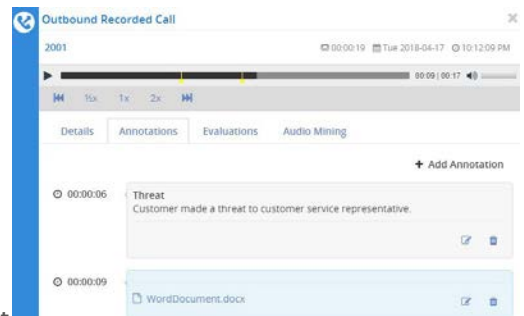 Outbound Recorded Call
2001 00:00:19 Tue 2018-04-17 10:12:09 PM
00:09 | 00:17
½x 1x 2x
Details Annotations Evaluations Audio Mining
+ Add Annotation
00:00:06 Threat
Customer made a threat to customer service representative.
00:00:09
WordDocument.docx